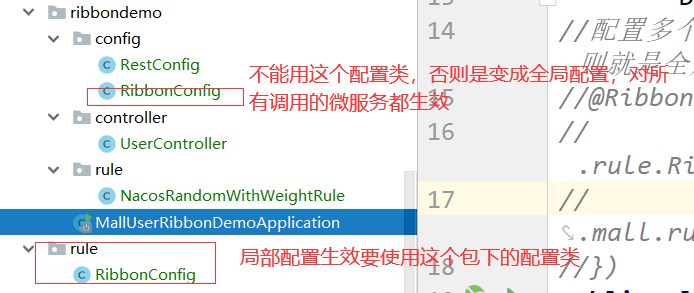 ribbondemo
config
RestConfig
RibbonConfig
controller
UserController
rule
NacosRandomWithWeightRule
MallUserRibbonDemoApplication
rule
RibbonConfig
不能用这个配置类，否则是变成全局配置，对所
有调用的微服务都生效
局部配置生效要使用这个包下的配置类
14 //配置多个
则就是全
15 //@Ribbon
16 //
.rule.Ri
17 //
.mall.ru
18 //})